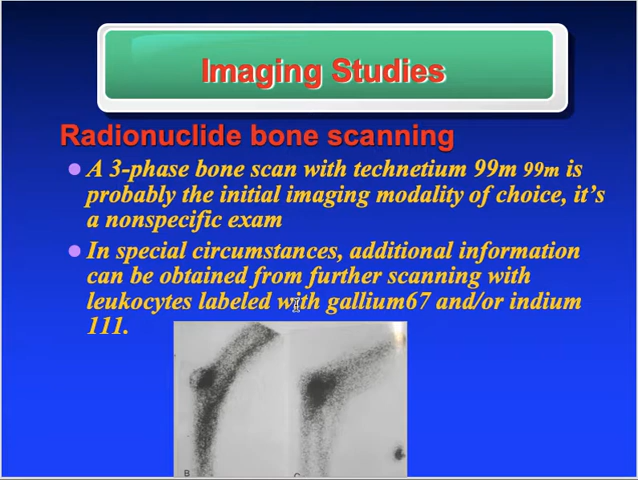 Imaging Studies
Radionuclide bone scanning
A 3-phase bone scan with technetium 99m 99m is
probably the initial imaging modality of choice, it's
a nonspecific exam
In special circumstances, additional information
can be obtained from further scanning with
leukocytes labeled with gallium67 and/or indium
111.
B C